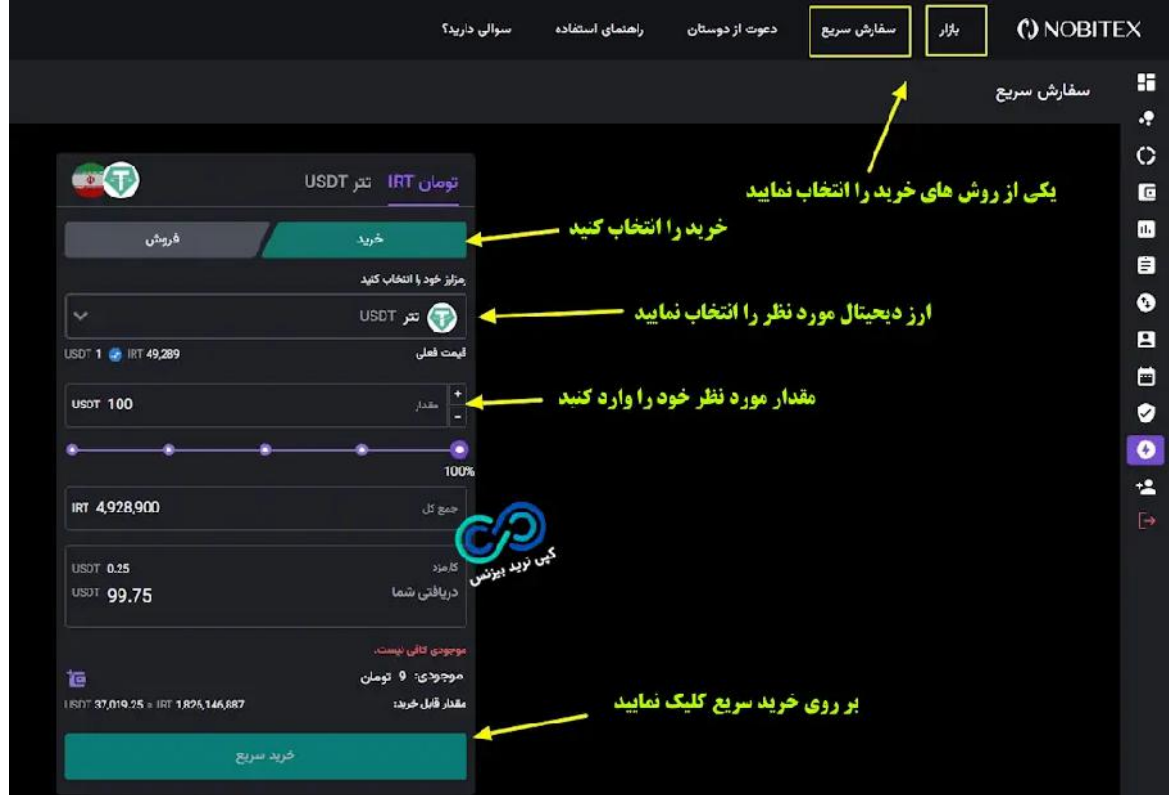 NOBITEX
بازار
سفارش سریع
دعوت از دوستان
راهنمای استفاده
سوالی دارید؟
سفارش سریع
یکی از روش های خرید را انتخاب نمایید
تومان IRT
تتر USDT
خرید را انتخاب کنید
خرید
فروش
رمزارز خود را انتخاب کنید
ارز دیجیتال مورد نظر را انتخاب نمایید
تتر USDT
قیمت فعلی
USDT 1 IRT 49,289
مقدار مورد نظر خود را وارد کنید
+
مقدار
USDT 100
-
100%
جمع کل
IRT 4,928,900
کپی ترید بیزنس
کارمزد
USDT 0.25
دریافتی شما
USDT 99.75
موجودی کافی نیست.
موجودی: 9 تومان
مقدار قابل خرید:
USDT 37,019.25 ≈ IRT 1,826,146,887
بر روی خرید سریع کلیک نمایید
خرید سریع